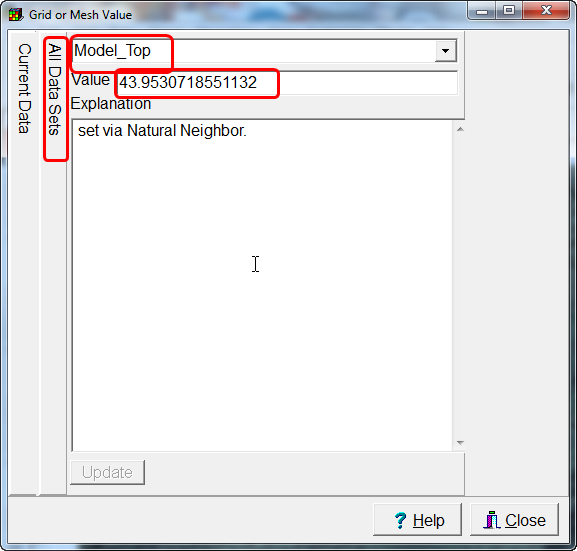 Grid or Mesh Value
Current Data
All Data Sets
Model_Top
Value 43.9530718551132
Explanation
set via Natural Neighbor.
Update
? Help
Close